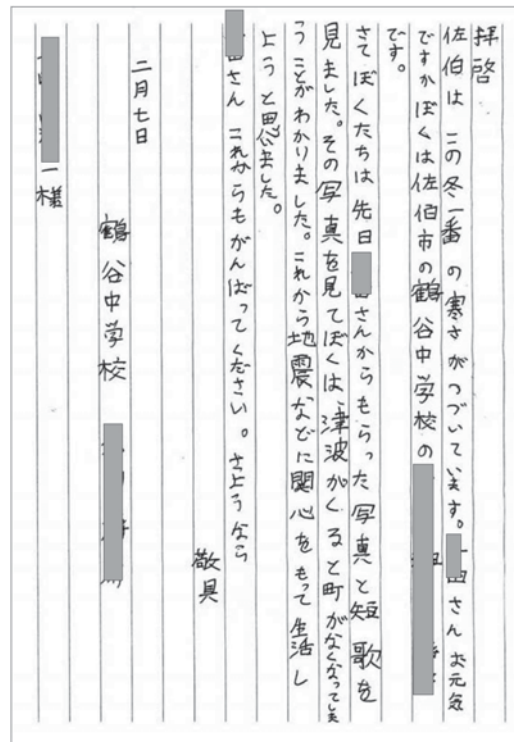 拝啓
佐伯は この冬一番 の寒さがつづいています。田さん お元気
ですかぼくは佐伯市の鶴谷中学校の
です。
さてぼくたちは先日 さんからもらった写真と短歌を
見ました。その写真を見てぼくは、津波がくると町がなくなってしま
うことがわかりました。これから地震などに関心をもって生活し
ようと思いました。
さん これからもがんばってください。さようなら
敬具
二月七日
鶴谷中学校
一様